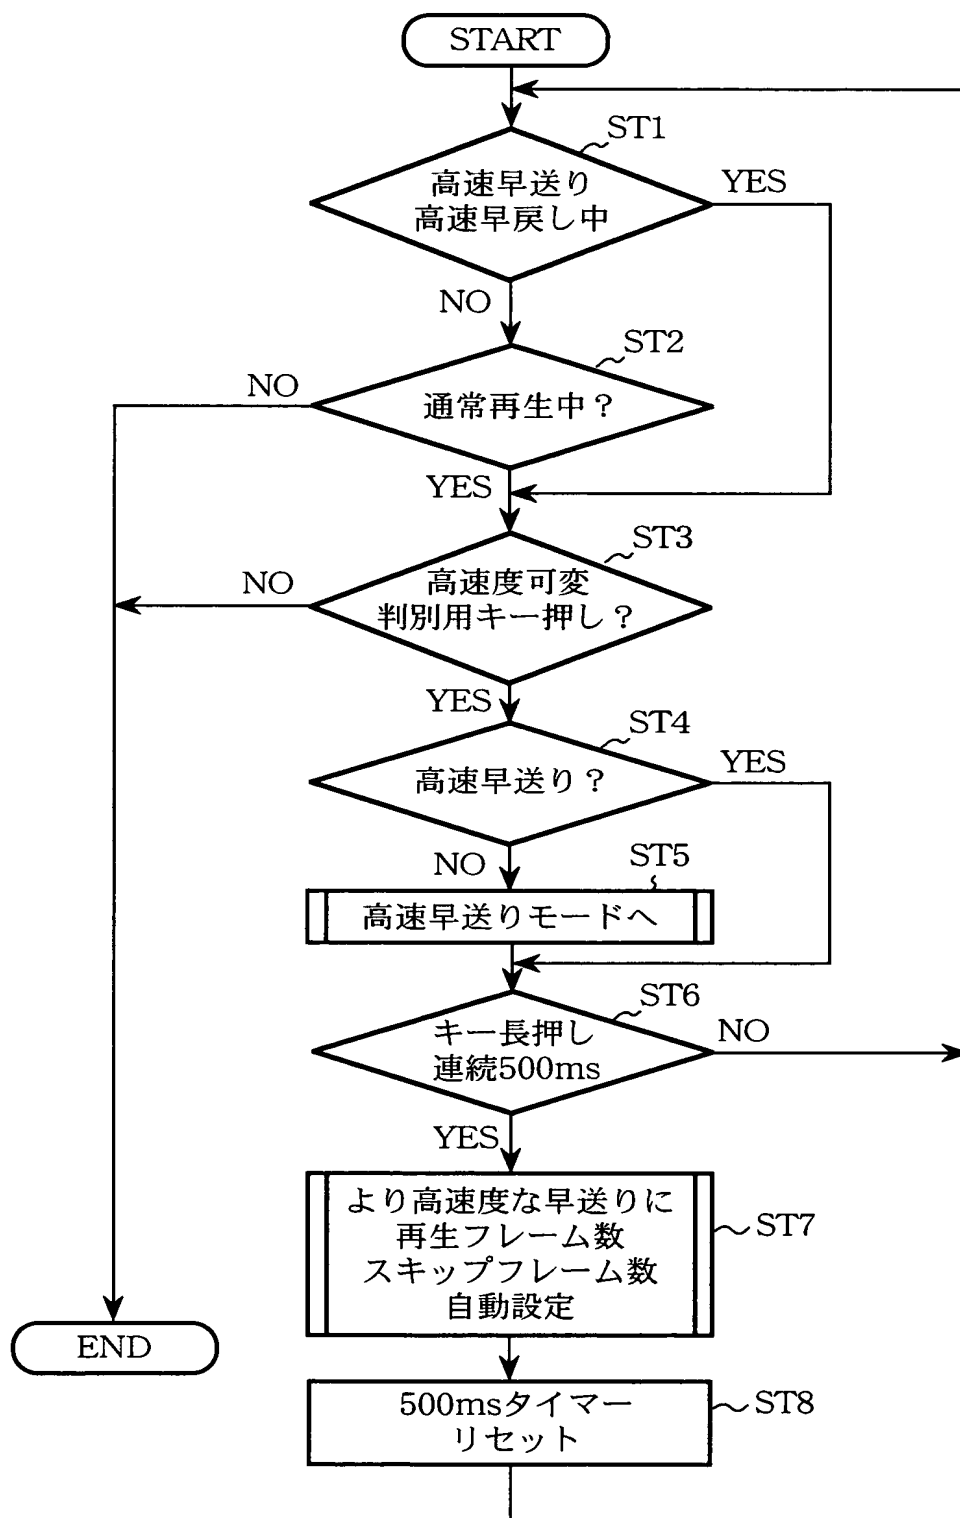 START
ST1
高速早送り
高速早戻し中
YES
NO
ST2
NO
通常再生中？
YES
ST3
NO
高速度可変
判別用キー押し？
YES
ST4
YES
高速早送り？
NO
ST5
高速早送りモードへ
ST6
キー長押し
連続500ms
NO
YES
より高速度な早送りに
再生フレーム数
スキップフレーム数
自動設定
ST7
END
500msタイマー
リセット
ST8